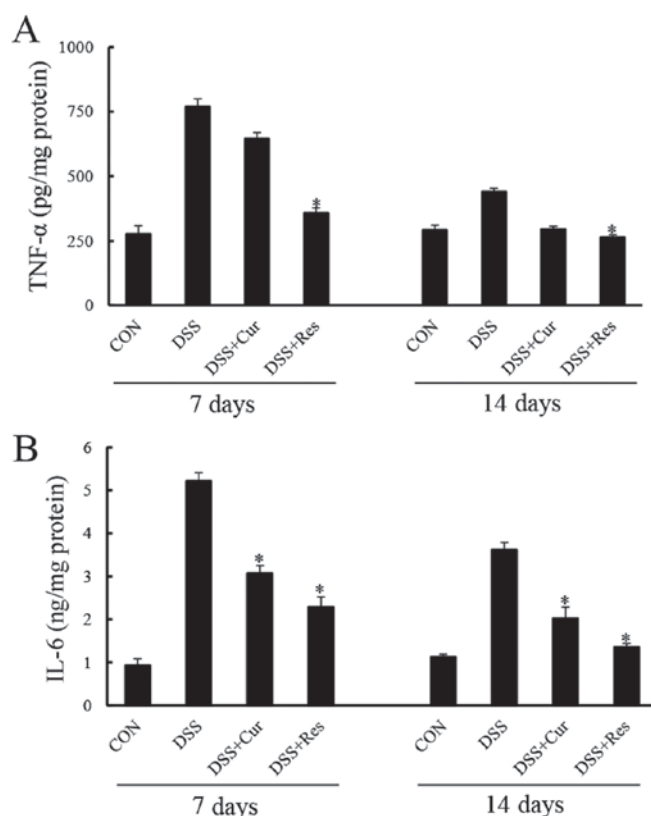 A
TNF-α (pg/mg protein)
1000
750
500
250
0
*
*
CON
DSS
DSS+Cur
DSS+Res
CON
DSS
DSS+Cur
DSS+Res
7 days
14 days
B
IL-6 (ng/mg protein)
6
5
4
3
2
1
0
*
*
*
*
CON
DSS
DSS+Cur
DSS+Res
CON
DSS
DSS+Cur
DSS+Res
7 days
14 days